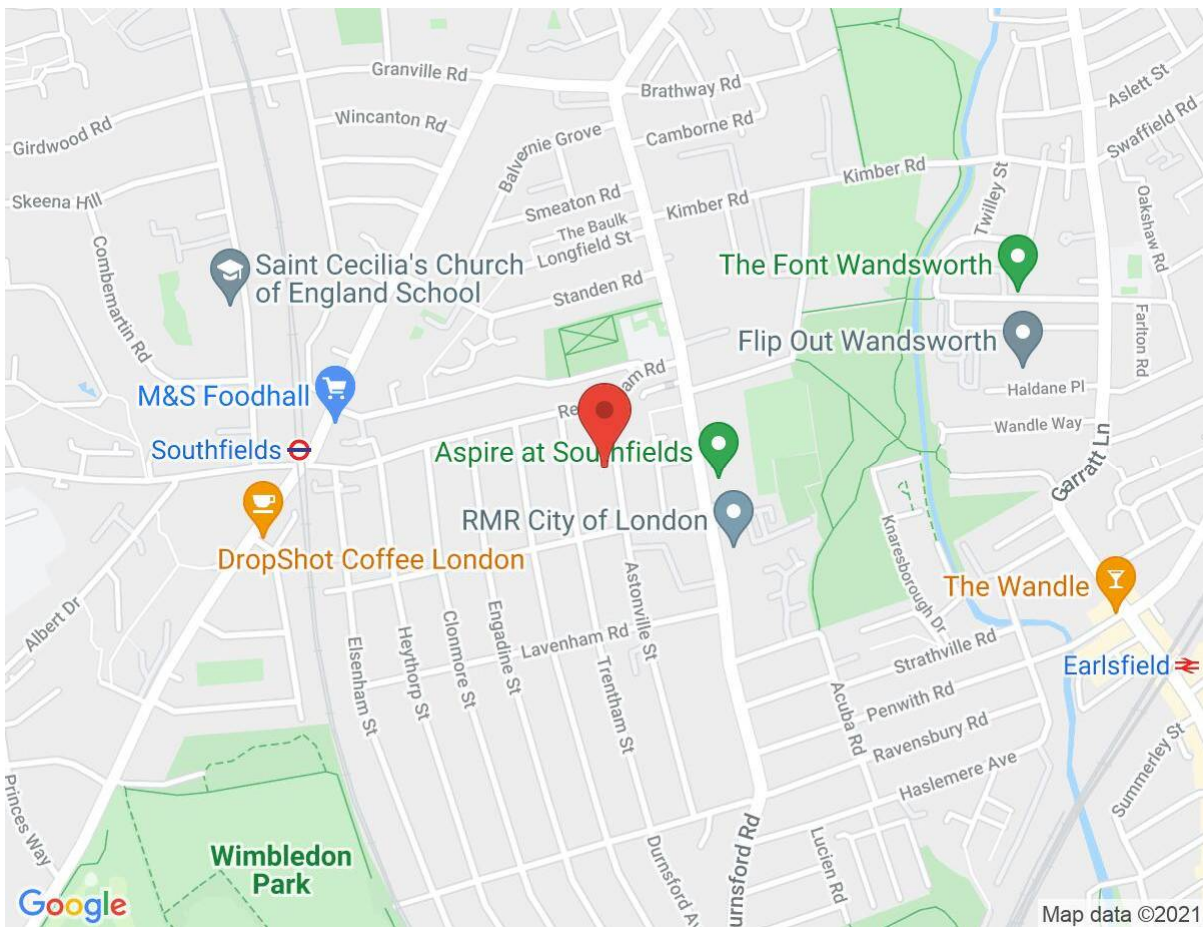 Granville Rd
Brathway Rd
Aslett St
Wincanton Rd
Camborne Rd
Swaffield Rd
Girdwood Rd
Balvernie Grove
Kimber Rd
Twilley St
Skeena Hill
Smeaton Rd
Kimber Rd
Oakshaw Rd
The Baulk
Longfield St
Combemartin Rd
Saint Cecilia's Church
of England School
Standen Rd
The Font Wandsworth
Farlton Rd
Flip Out Wandsworth
M&S Foodhall
Haldane Pl
Wandle Way
Southfields
Aspire at Southfields
Garratt Ln
RMR City of London
Knaresborough Dr
DropShot Coffee London
The Wandle
Albert Dr
Elsenham St
Heythorp St
Clonmore St
Engadine St
Lavenham Rd
Astonville St
Trentham St
Strathville Rd
Earlsfield
Acuba Rd
Penwith Rd
Ravensbury Rd
Haslemere Ave
Summerley St
Princes Way
Wimbledon
Park
Lucien Rd
Google
Map data ©2021